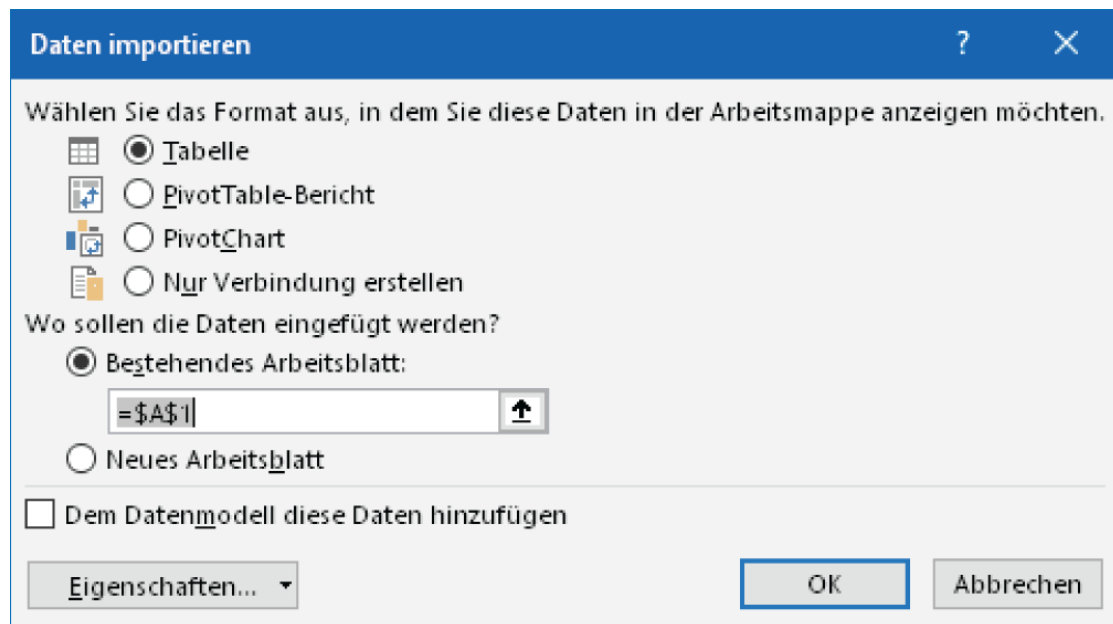 Daten importieren ?
Wählen Sie das Format aus, in dem Sie diese Daten in der Arbeitsmappe anzeigen möchten.
Tabelle
PivotTable-Bericht
PivotChart
Nur Verbindung erstellen
Wo sollen die Daten eingefügt werden?
Bestehendes Arbeitsblatt:
=$A$1
Neues Arbeitsblatt
Dem Datenmodell diese Daten hinzufügen
Eigenschaften... OK Abbrechen